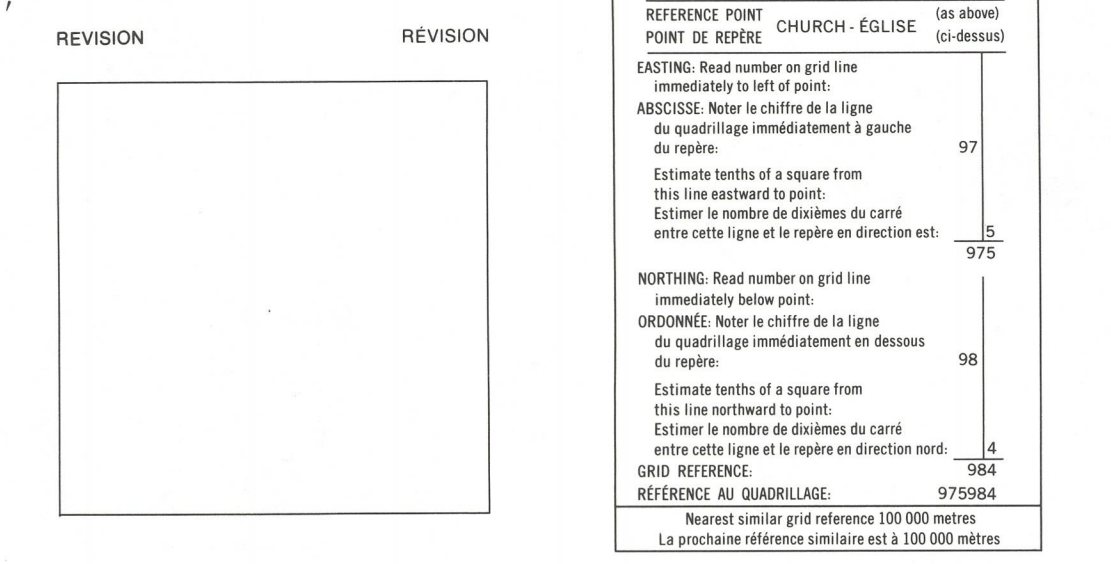 REVISION RÉVISION
REFERENCE POINT CHURCH - ÉGLISE (as above)
POINT DE REPÈRE (ci-dessus)
EASTING: Read number on grid line
immediately to left of point:
ABSCISSE: Noter le chiffre de la ligne
du quadrillage immédiatement à gauche
du repère: 97
Estimate tenths of a square from
this line eastward to point:
Estimer le nombre de dixièmes du carré
entre cette ligne et le repère en direction est: 5
975
NORTHING: Read number on grid line
immediately below point:
ORDONNÉE: Noter le chiffre de la ligne
du quadrillage immédiatement en dessous
du repère: 98
Estimate tenths of a square from
this line northward to point:
Estimer le nombre de dixièmes du carré
entre cette ligne et le repère en direction nord: 4
GRID REFERENCE: 984
RÉFÉRENCE AU QUADRILLAGE: 975984
Nearest similar grid reference 100 000 metres
La prochaine référence similaire est à 100 000 mètres